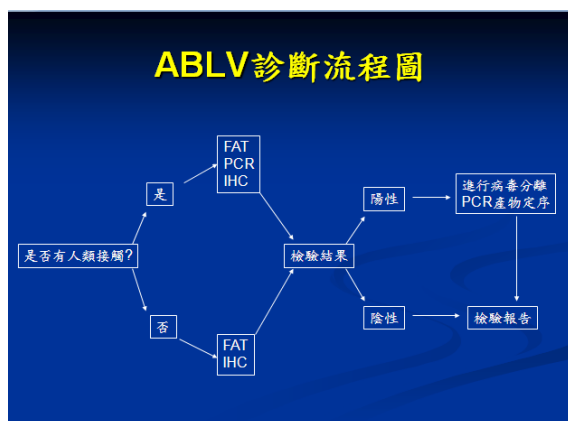 ABLV診斷流程圖
FAT
PCR
IHC
是
陽性
進行病毒分離
PCR產物定序
是否有人類接觸?
檢驗結果
否
陰性
檢驗報告
FAT
IHC